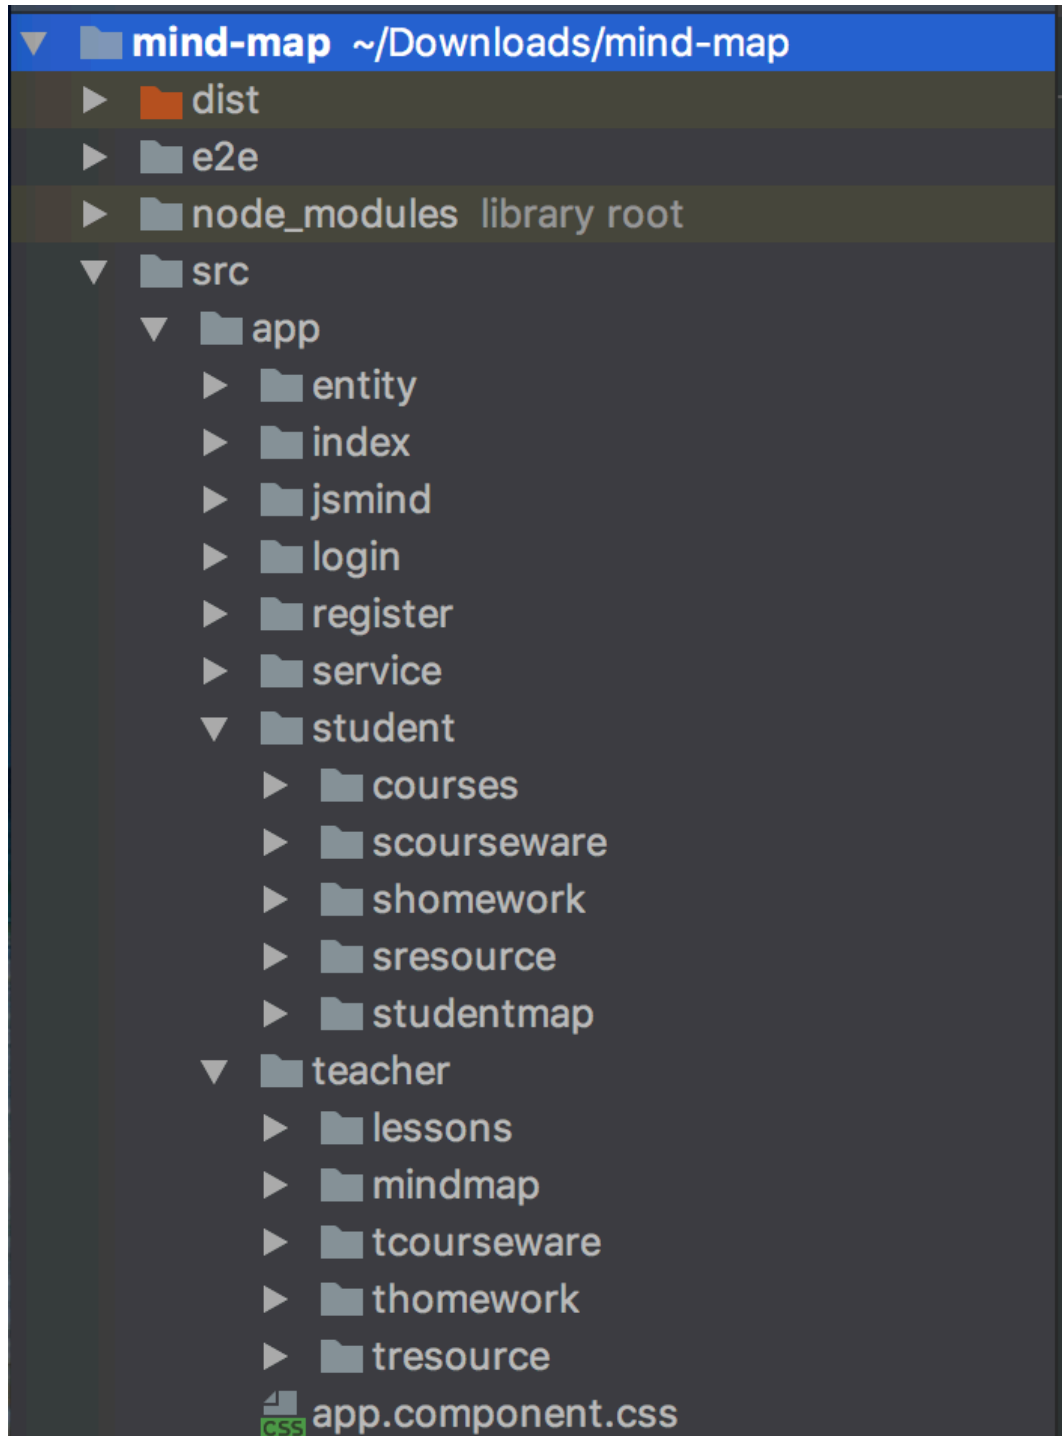 mind-map ~/Downloads/mind-map
dist
e2e
node_modules library root
src
app
entity
index
jsmind
login
register
service
student
courses
scourseware
shomework
sresource
studentmap
teacher
lessons
mindmap
tcourseware
thomework
tresource
CSS app.component.css